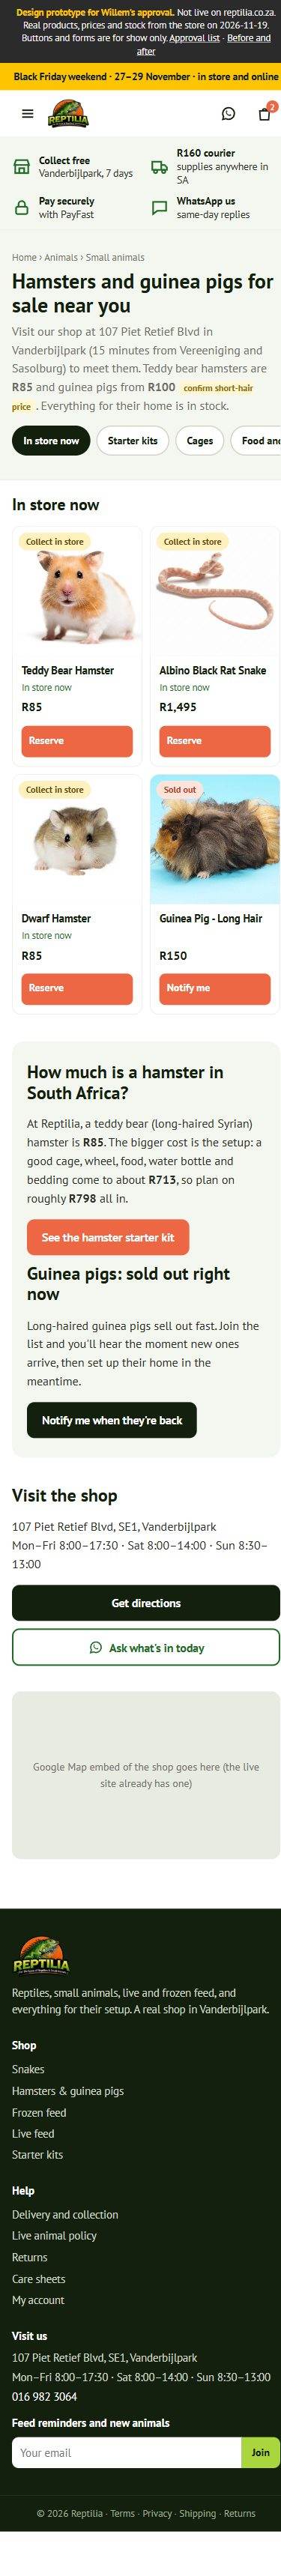 Design prototype for Willem's approval. Not live on reptilia.co.za.
Real products, prices and stock from the store on 2026-11-19.
Buttons and forms are for show only. Approval list · Before and
after
Black Friday weekend · 27–29 November · in store and online
REPTILIA
2
Collect free
Vanderbijlpark, 7 days
R160 courier
supplies anywhere in
SA
Pay securely
with PayFast
WhatsApp us
same-day replies
Home › Animals › Small animals
Hamsters and guinea pigs for
sale near you
Visit our shop at 107 Piet Retief Blvd in
Vanderbijlpark (15 minutes from Vereeniging and
Sasolburg) to meet them. Teddy bear hamsters are
R85 and guinea pigs from R100 confirm short-hair
price . Everything for their home is in stock.
In store now
Starter kits
Cages
Food and
In store now
Collect in store
Teddy Bear Hamster
In store now
R85
Reserve
Collect in store
Albino Black Rat Snake
In store now
R1,495
Reserve
Collect in store
Dwarf Hamster
In store now
R85
Reserve
Sold out
Guinea Pig - Long Hair
R150
Notify me
How much is a hamster in
South Africa?
At Reptilia, a teddy bear (long-haired Syrian)
hamster is R85. The bigger cost is the setup: a
good cage, wheel, food, water bottle and
bedding come to about R713, so plan on
roughly R798 all in.
See the hamster starter kit
Guinea pigs: sold out right
now
Long-haired guinea pigs sell out fast. Join the
list and you'll hear the moment new ones
arrive, then set up their home in the
meantime.
Notify me when they're back
Visit the shop
107 Piet Retief Blvd, SE1, Vanderbijlpark
Mon–Fri 8:00–17:30 · Sat 8:00–14:00 · Sun 8:30–
13:00
Get directions
Ask what's in today
Google Map embed of the shop goes here (the live
site already has one)
REPTILIA
Reptiles, small animals, live and frozen feed, and
everything for their setup. A real shop in Vanderbijlpark.
Shop
Snakes
Hamsters & guinea pigs
Frozen feed
Live feed
Starter kits
Help
Delivery and collection
Live animal policy
Returns
Care sheets
My account
Visit us
107 Piet Retief Blvd, SE1, Vanderbijlpark
Mon–Fri 8:00–17:30 · Sat 8:00–14:00 · Sun 8:30–13:00
016 982 3064
Feed reminders and new animals
Your email
Join
© 2026 Reptilia · Terms · Privacy · Shipping · Returns